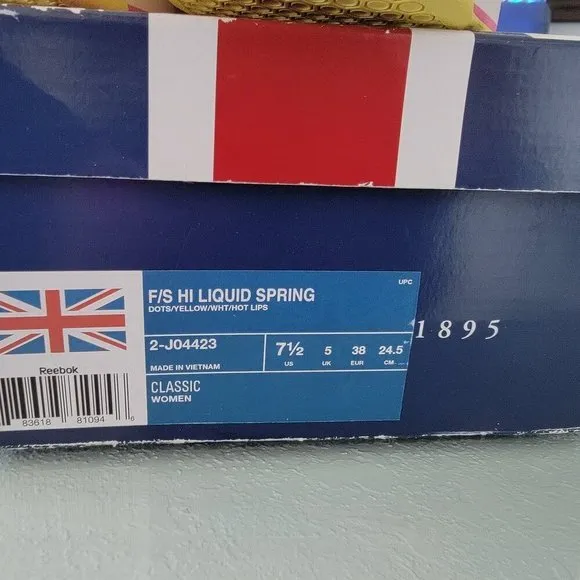 F/S HI LIQUID SPRING
UPC
DOTS/YELLOW/WHT/HOT LIPS
2-J04423
MADE IN VIETNAM
7½ 5 38 24.5
US UK EUR CM
CLASSIC
WOMEN
Reebok
83618 81094 6
1895